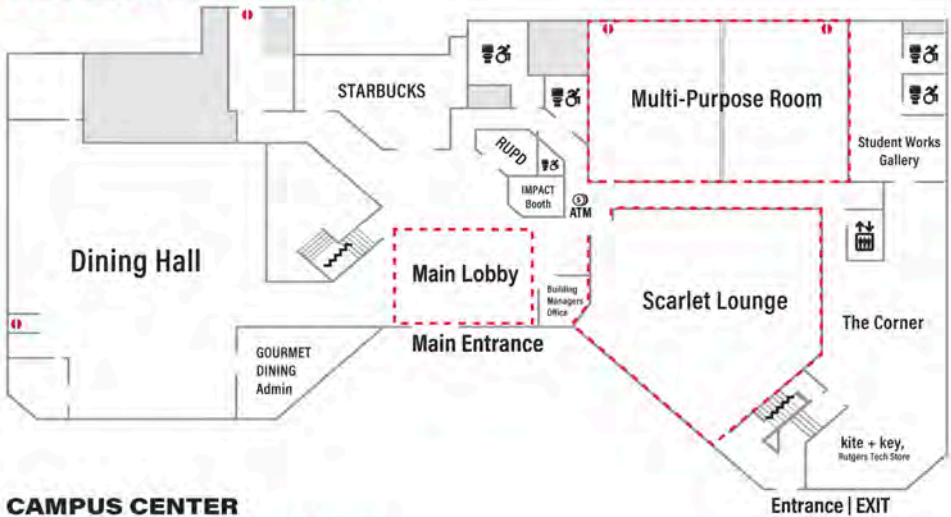 STARBUCKS
Multi-Purpose Room
Student Works
Gallery
RUPD
IMPACT
Booth
ATM
Dining Hall
Main Lobby
Building
Managers
Office
Scarlet Lounge
The Corner
Main Entrance
GOURMET
DINING
Admin
kite + key,
Rutgers Tech Store
CAMPUS CENTER
Entrance | EXIT